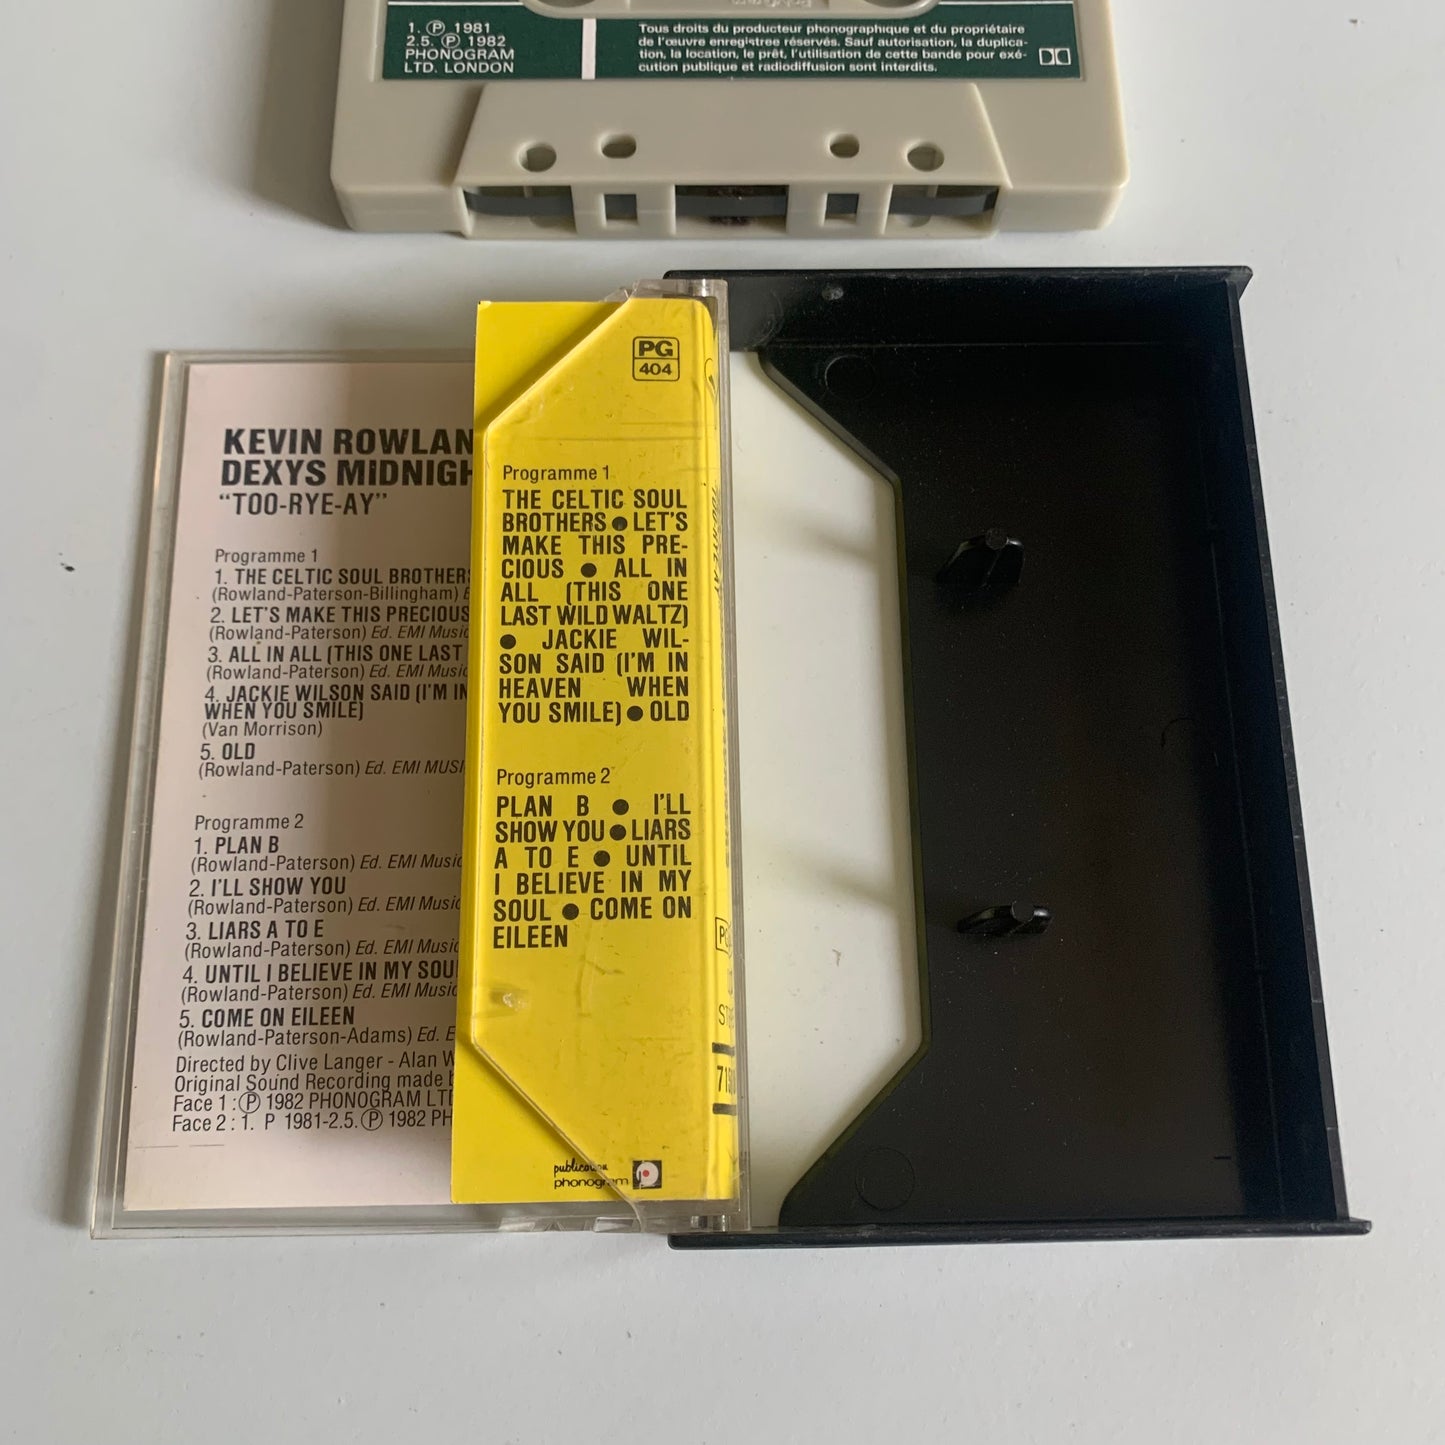 1. Ⓟ 1981
2.5. Ⓟ 1982
PHONOGRAM
LTD. LONDON
Tous droits du producteur phonographique et du propriétaire
de l'œuvre enregistree réservés. Sauf autorisation, la duplica-
tion, la location, le prêt, l'utilisation de cette bande pour exé-
cution publique et radiodiffusion sont interdits.
KEVIN ROWLAN
DEXYS MIDNIGH
“TOO-RYE-AY”
Programme 1
1. THE CELTIC SOUL BROTHERS
(Rowland-Paterson-Billingham) E
2. LET'S MAKE THIS PRECIOUS
(Rowland-Paterson) Ed. EMI Music
3. ALL IN ALL (THIS ONE LAST
(Rowland-Paterson) Ed. EMI Music
4. JACKIE WILSON SAID (I'M IN
WHEN YOU SMILE)
(Van Morrison)
5. OLD
(Rowland-Paterson) Ed. EMI MUSI
Programme 2
1. PLAN B
(Rowland-Paterson) Ed. EMI Music
2. I'LL SHOW YOU
(Rowland-Paterson) Ed. EMI Music
3. LIARS A TO E
(Rowland-Paterson) Ed. EMI Music
4. UNTIL I BELIEVE IN MY SOU
(Rowland-Paterson) Ed. EMI Music
5. COME ON EILEEN
(Rowland-Paterson-Adams) Ed. E
Directed by Clive Langer - Alan W
Original Sound Recording made b
Face 1 : Ⓟ 1982 PHONOGRAM LTD
Face 2 : 1. P 1981-2.5. Ⓟ 1982 PH
PG
404
Programme 1
THE CELTIC SOUL
BROTHERS ● LET'S
MAKE THIS PRE-
CIOUS ● ALL IN
ALL (THIS ONE
LAST WILD WALTZ)
● JACKIE WIL-
SON SAID (I'M IN
HEAVEN WHEN
YOU SMILE) ● OLD
Programme 2
PLAN B ● I'LL
SHOW YOU ● LIARS
A TO E ● UNTIL
I BELIEVE IN MY
SOUL ● COME ON
EILEEN
publication
phonogram
TOO-RYE-AY